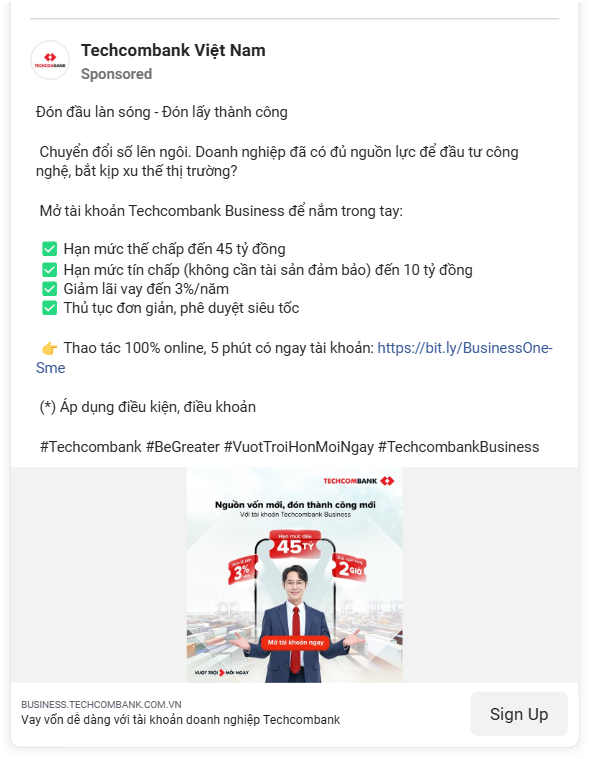 TECHCOMBANK
Techcombank Việt Nam
Sponsored
Đón đầu làn sóng - Đón lấy thành công
Chuyển đổi số lên ngôi. Doanh nghiệp đã có đủ nguồn lực để đầu tư công
nghệ, bắt kịp xu thế thị trường?
Mở tài khoản Techcombank Business để nắm trong tay:
✅ Hạn mức thế chấp đến 45 tỷ đồng
✅ Hạn mức tín chấp (không cần tài sản đảm bảo) đến 10 tỷ đồng
✅ Giảm lãi vay đến 3%/năm
✅ Thủ tục đơn giản, phê duyệt siêu tốc
👉 Thao tác 100% online, 5 phút có ngay tài khoản: https://bit.ly/BusinessOne-
Sme
(*) Áp dụng điều kiện, điều khoản
#Techcombank #BeGreater #VuotTroiHonMoiNgay #TechcombankBusiness
TECHCOMBANK
Nguồn vốn mới, đón thành công mới
Với tài khoản Techcombank Business
Hạn mức đến
45 TỶ
3%
2 GIỜ
Mở tài khoản ngay
VƯỢT TRỘI MỖI NGÀY
BUSINESS.TECHCOMBANK.COM.VN
Vay vốn dễ dàng với tài khoản doanh nghiệp Techcombank
Sign Up